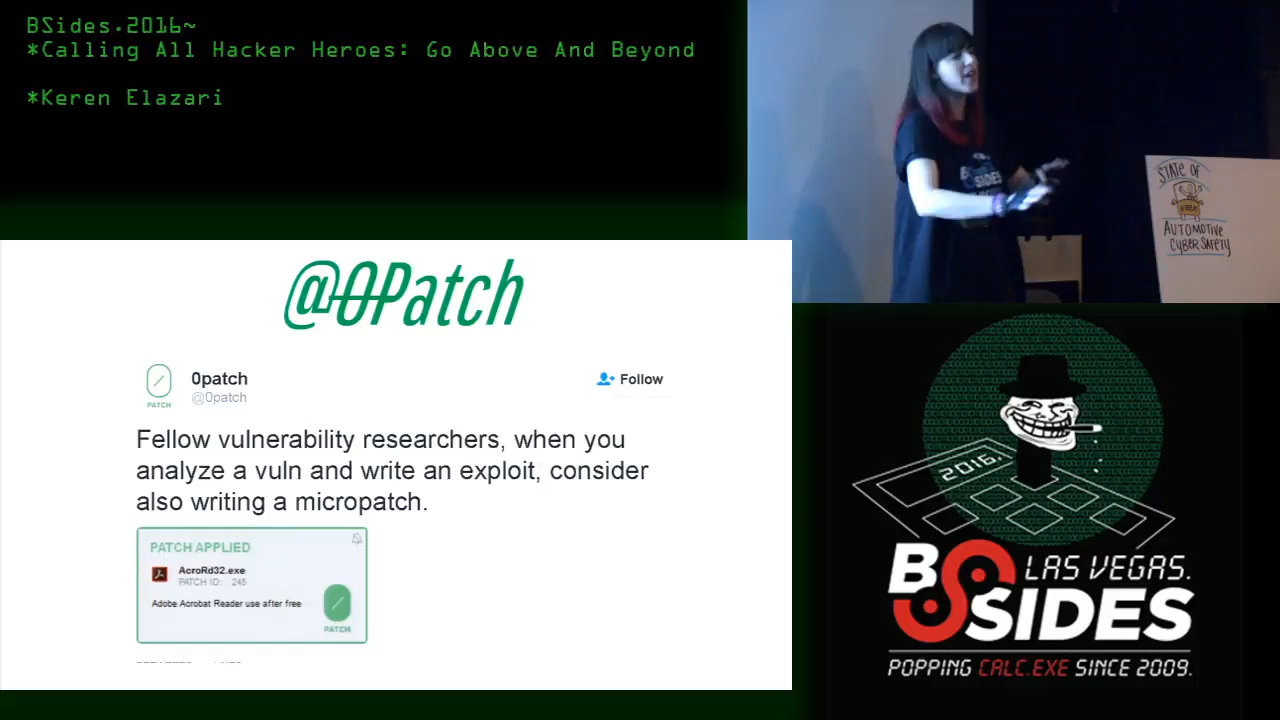 BSides.2016~
*Calling All Hacker Heroes: Go Above And Beyond
*Keren Elazari
BSIDES
STATE OF
AUTOMOTIVE
CYBER SAFETY
@0Patch
0patch
@0patch
Follow
PATCH
Fellow vulnerability researchers, when you
analyze a vuln and write an exploit, consider
also writing a micropatch.
PATCH APPLIED
AcroRd32.exe
PATCH ID: 245
Adobe Acrobat Reader use after free
PATCH
2016.
BSIDES
LAS VEGAS.
POPPING CALC.EXE SINCE 2009.